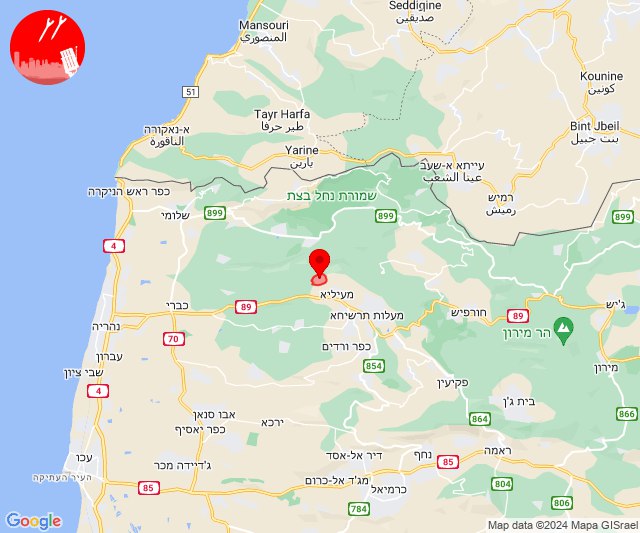 Seddigine
صديقين
Mansouri
المنصوري
Kounine
كونين
51
Tayr Harfa
طير حرفا
Bint Jbeil
بنت جبيل
א-נאקורה
الناقورة
Yarine
يارين
עייתא א-שעב
عيتا الشعب
כפר ראש הניקרה
שמורת נחל בצת
רמיש
رميش
שלומי
899
899
899
4
מעיליא
כברי
89
מעלות תרשיחא
חורפיש
89
ג'יש
נהריה
70
הר מירון
עברון
כפר ורדים
שבי ציון
854
מירון
4
פקיעין
בית ג'ן
אבו סנאן
ירכא
864
866
כפר יאסיף
עכו
העיר העתיקה
ג'דיידה מכר
דיר אל-אסד
נחף
ראמה
85
85
מג'ד אל-כרום
כרמיאל
804
784
806
Google
Map data ©2024 Mapa GISrael